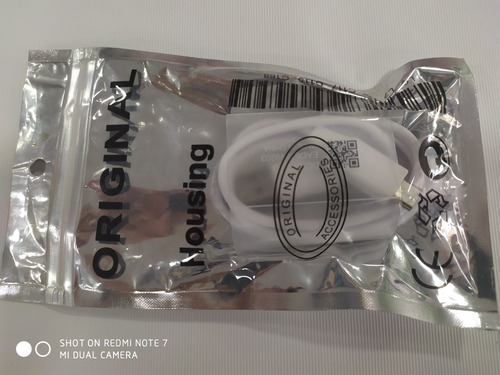 ORIGINAL
Housing
ORIGINAL
ACCESSORIES
CE
SHOT ON REDMI NOTE 7
MI DUAL CAMERA